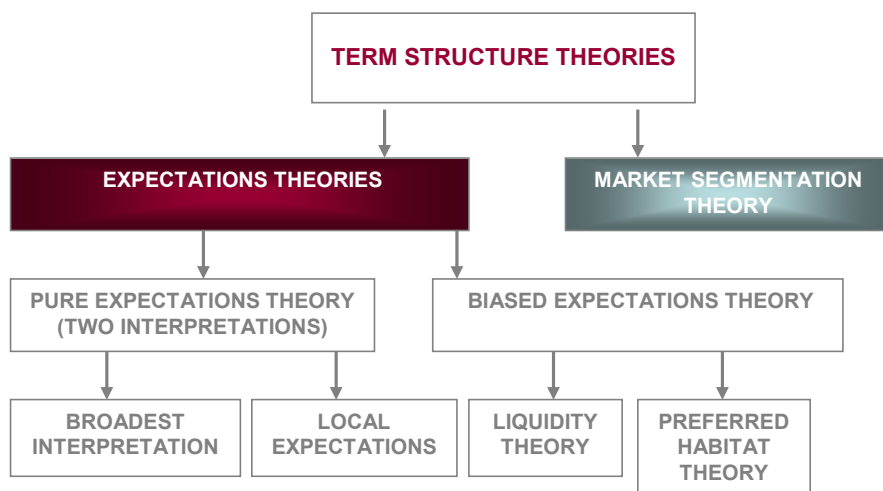 TERM STRUCTURE THEORIES
EXPECTATIONS THEORIES
MARKET SEGMENTATION
THEORY
PURE EXPECTATIONS THEORY
(TWO INTERPRETATIONS)
BIASED EXPECTATIONS THEORY
BROADEST
INTERPRETATION
LOCAL
EXPECTATIONS
LIQUIDITY
THEORY
PREFERRED
HABITAT
THEORY